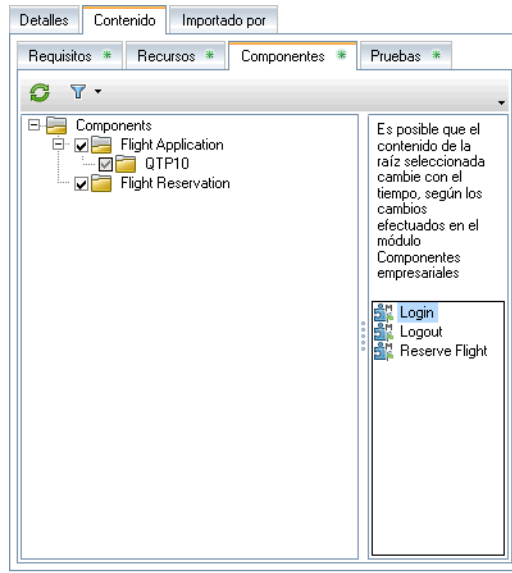 Detalles Contenido Importado por
Requisitos * Recursos * Componentes * Pruebas *
Components
Flight Application
QTP10
Flight Reservation
Es posible que el
contenido de la
raíz seleccionada
cambie con el
tiempo, según los
cambios
efectuados en el
módulo
Componentes
empresariales
Login
Logout
Reserve Flight